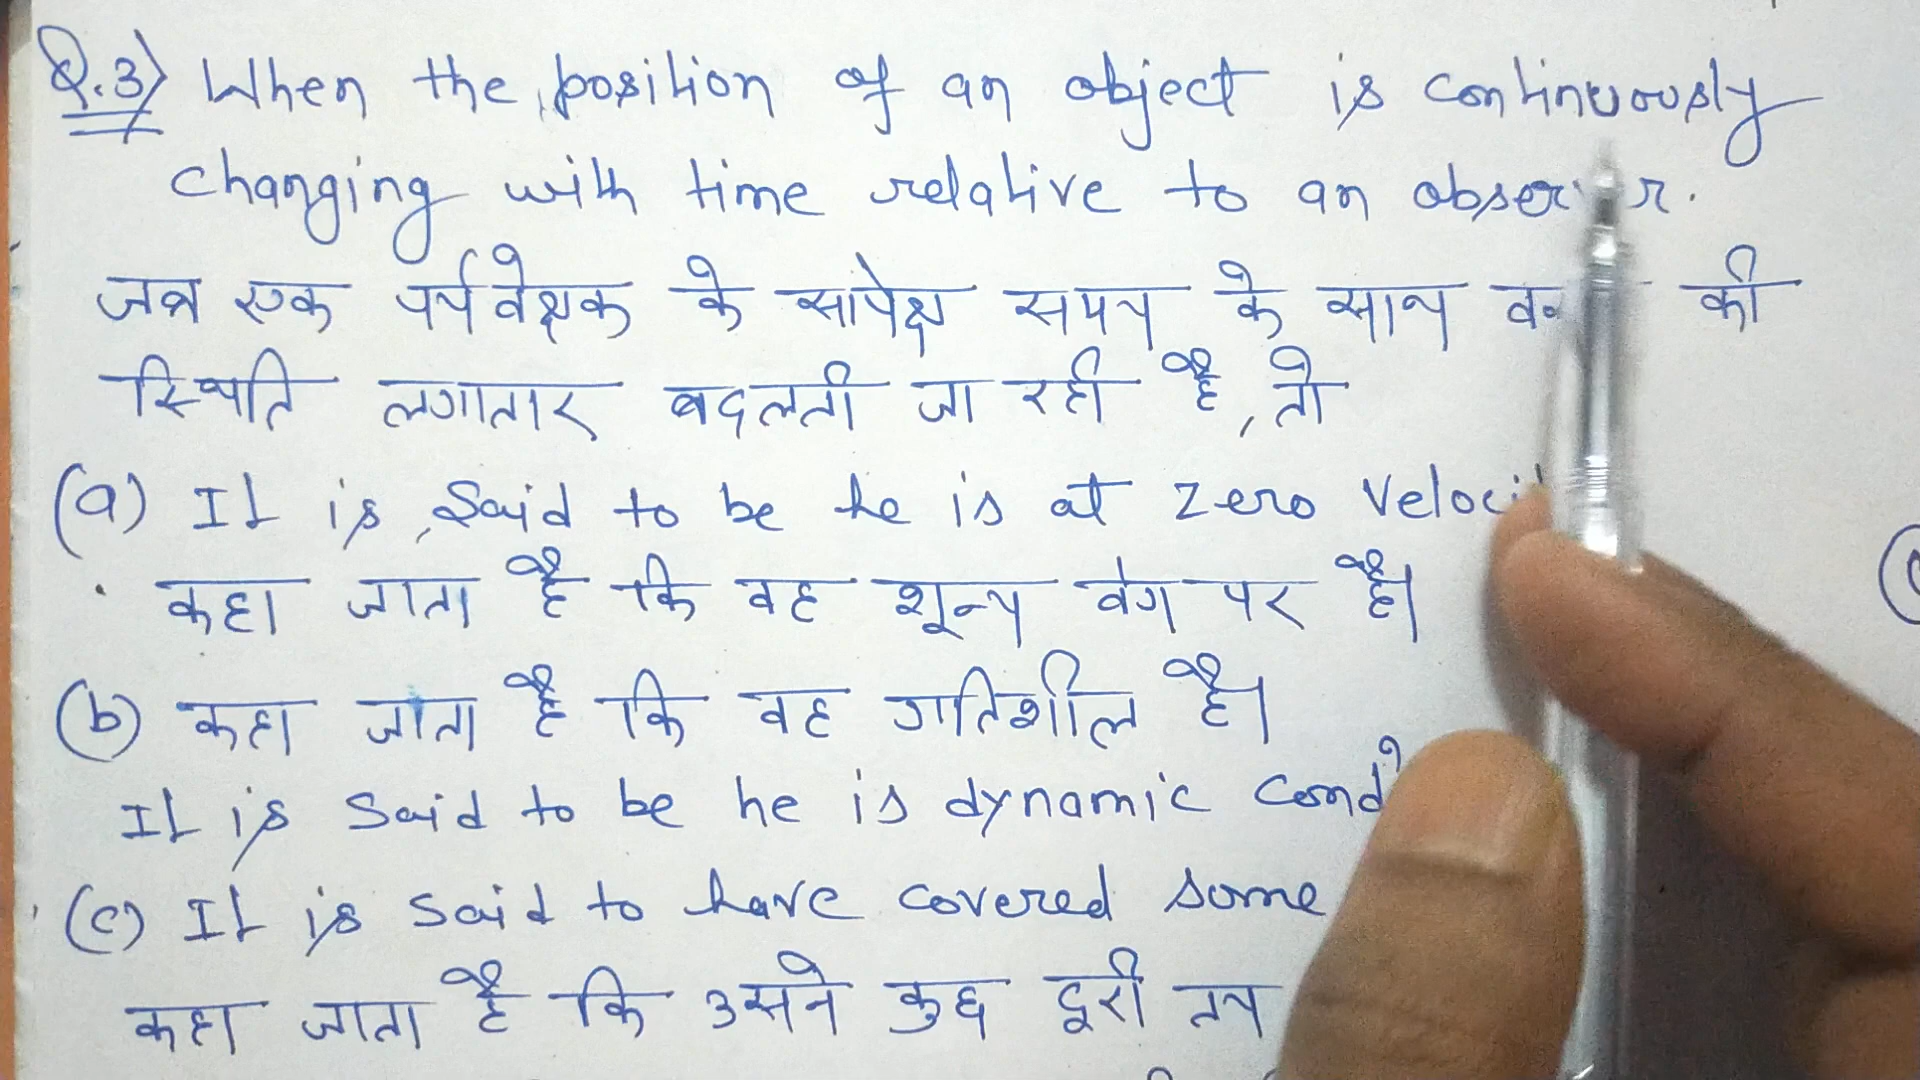 Q.3) When the position of an object is continuously
changing with time relative to an observer.
जब एक पर्यवेक्षक के सापेक्ष समय के साथ की
स्थिति लगातार बदलती जा रही है, तो
(a) It is said to be he is at zero
कहा जाता है कि वह शून्य वेग पर है।
(b) कहा जाता है कि वह गतिशील है।
It is said to be he is dynamic
(c) It is said to have covered some
कहा जाता है कि उसने कुछ दूरी तय